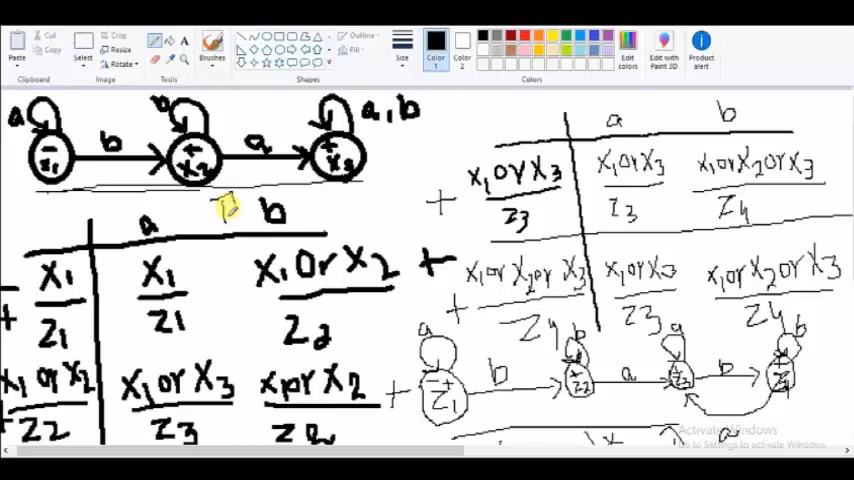 Paste
Cut
Copy
Clipboard
Select
Crop
Resize
Rotate
Image
A
Tools
Brushes
Outline
Fill
Shapes
Size
Color 1
Color 2
Colors
Edit colors
Edit with Paint 3D
Product alert
a b a,b
- x1 b + x2 a + x3
a b
- x1 x1 x1 or x2 +
+ z1 z1 z2
x1 or x2 x1 or x3 x1 or x2 +
+ z2 z3 z2
a b
x1 or x3 x1 or x3 x1 or x2 or x3
+ z3 z3 z4
x1 or x2 or x3 x1 or x3 x1 or x2 or x3
+ z4 z3 z4
a b a b
-+ z1 b + z2 a + z3 b + z4
a
Activate Windows
Go to Settings to activate Windows.